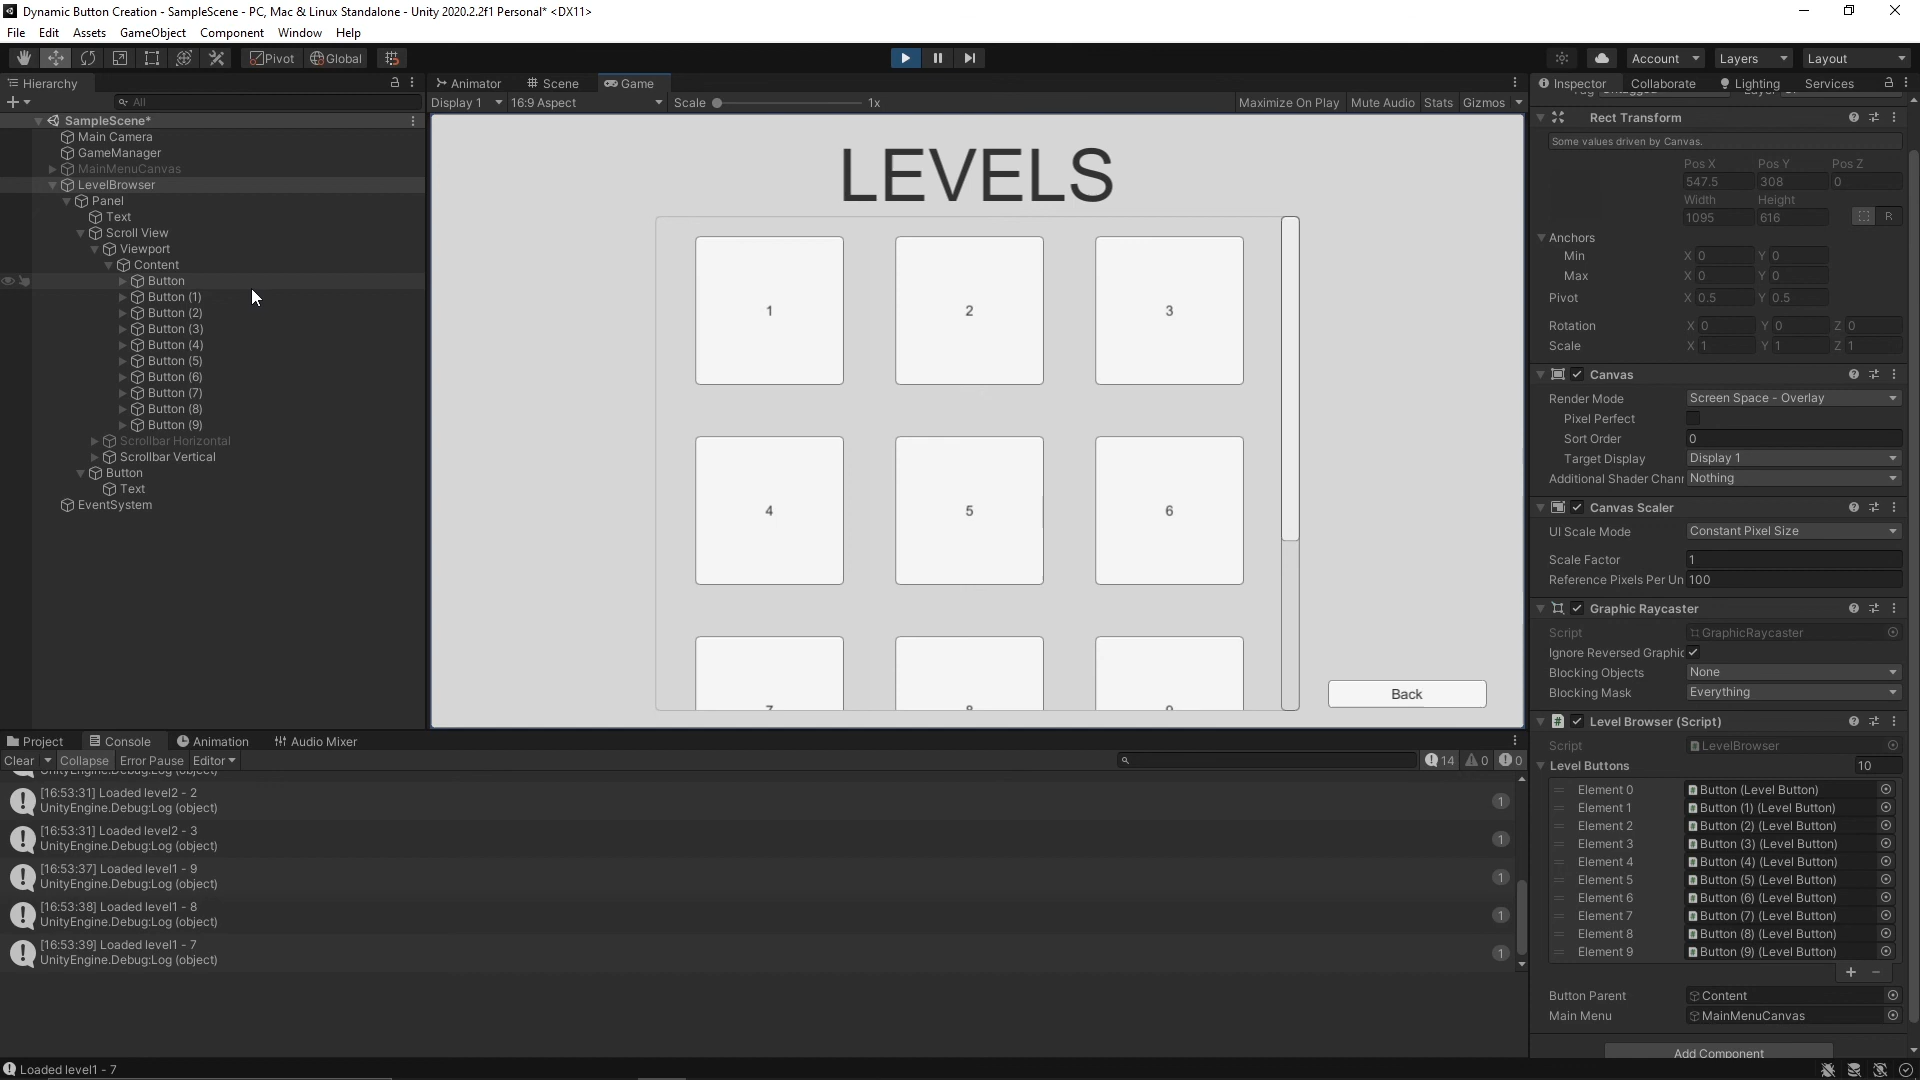 Dynamic Button Creation - SampleScene - PC, Mac & Linux Standalone - Unity 2020.2.2f1 Personal* <DX11>
File Edit Assets GameObject Component Window Help
Pivot Global Account Layers Layout
Hierarchy
All
SampleScene*
Main Camera
GameManager
MainMenuCanvas
LevelBrowser
Panel
Text
Scroll View
Viewport
Content
Button
Button (1)
Button (2)
Button (3)
Button (4)
Button (5)
Button (6)
Button (7)
Button (8)
Button (9)
Scrollbar Horizontal
Scrollbar Vertical
Button
Text
EventSystem
Animator Scene Game
Display 1 16:9 Aspect Scale 1x Maximize On Play Mute Audio Stats Gizmos
LEVELS
1 2 3
4 5 6
Back
Inspector Collaborate Lighting Services
Rect Transform
Some values driven by Canvas.
Pos X Pos Y Pos Z
547.5 308 0
Width Height
1095 616 R
Anchors
Min X 0 Y 0
Max X 0 Y 0
Pivot X 0.5 Y 0.5
Rotation X 0 Y 0 Z 0
Scale X 1 Y 1 Z 1
Canvas
Render Mode Screen Space - Overlay
Pixel Perfect
Sort Order 0
Target Display Display 1
Additional Shader Chanr Nothing
Canvas Scaler
UI Scale Mode Constant Pixel Size
Scale Factor 1
Reference Pixels Per Un 100
Graphic Raycaster
Script GraphicRaycaster
Ignore Reversed Graphic
Blocking Objects None
Blocking Mask Everything
Level Browser (Script)
Script LevelBrowser
Level Buttons 10
Element 0 Button (Level Button)
Element 1 Button (1) (Level Button)
Element 2 Button (2) (Level Button)
Element 3 Button (3) (Level Button)
Element 4 Button (4) (Level Button)
Element 5 Button (5) (Level Button)
Element 6 Button (6) (Level Button)
Element 7 Button (7) (Level Button)
Element 8 Button (8) (Level Button)
Element 9 Button (9) (Level Button)
Button Parent Content
Main Menu MainMenuCanvas
Add Component
Project Console Animation Audio Mixer
Clear Collapse Error Pause Editor 14 0 0
UnityEngine.Debug:Log (object)
[16:53:31] Loaded level2 - 2 1
UnityEngine.Debug:Log (object)
[16:53:31] Loaded level2 - 3 1
UnityEngine.Debug:Log (object)
[16:53:37] Loaded level1 - 9 1
UnityEngine.Debug:Log (object)
[16:53:38] Loaded level1 - 8 1
UnityEngine.Debug:Log (object)
[16:53:39] Loaded level1 - 7 1
UnityEngine.Debug:Log (object)
Loaded level1 - 7